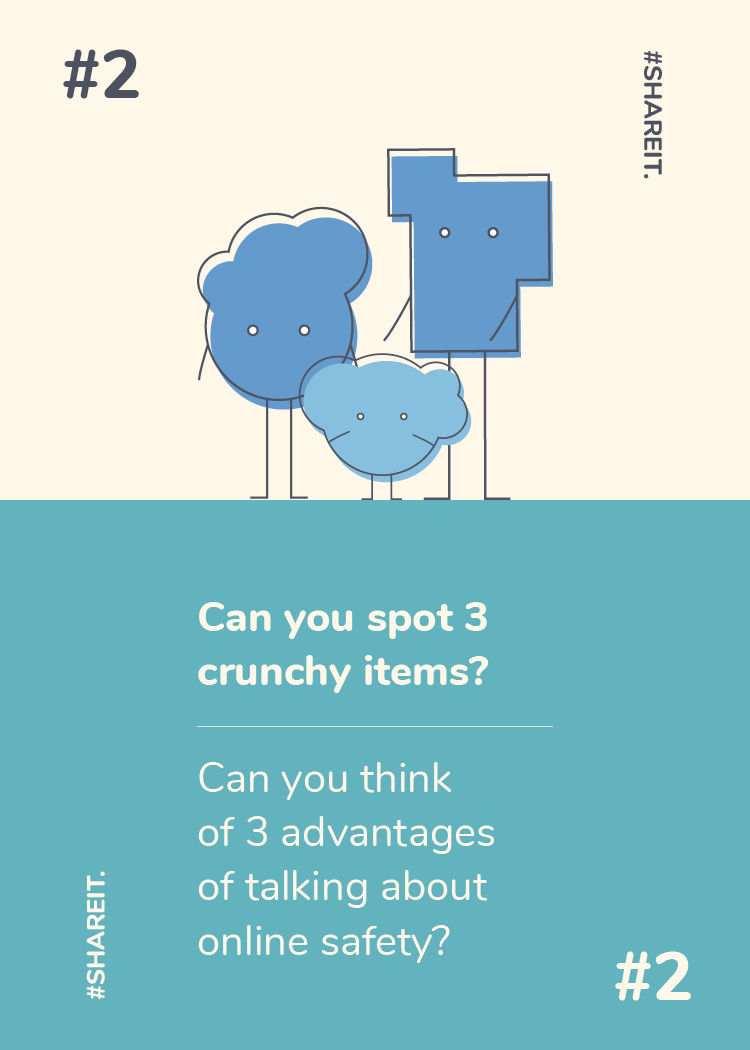 #2
#SHAREIT.
Can you spot 3
crunchy items?
Can you think
of 3 advantages
of talking about
online safety?
#SHAREIT.
#2